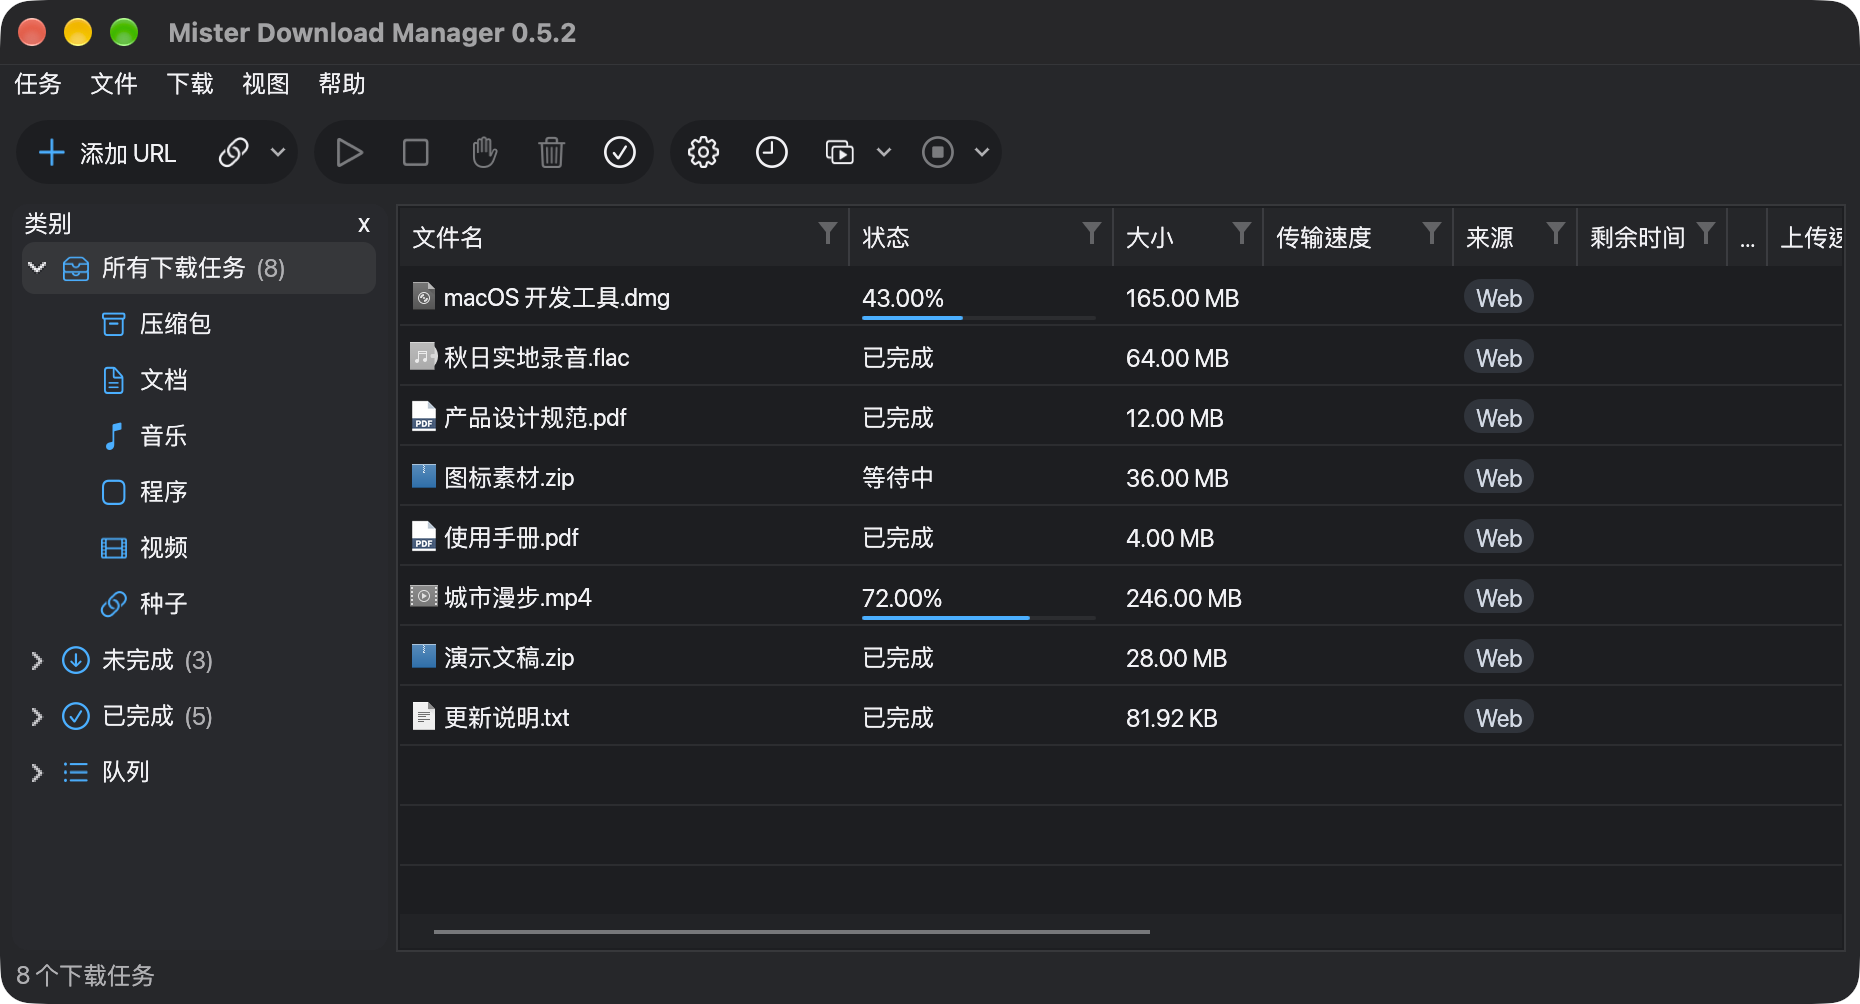 Mister Download Manager 0.5.2
任务 文件 下载 视图 帮助
添加 URL
类别 x
所有下载任务 (8)
压缩包
文档
音乐
程序
视频
种子
未完成 (3)
已完成 (5)
队列
文件名 状态 大小 传输速度 来源 剩余时间 ... 上传速
macOS 开发工具.dmg 43.00% 165.00 MB Web
秋日实地录音.flac 已完成 64.00 MB Web
PDF 产品设计规范.pdf 已完成 12.00 MB Web
图标素材.zip 等待中 36.00 MB Web
PDF 使用手册.pdf 已完成 4.00 MB Web
城市漫步.mp4 72.00% 246.00 MB Web
演示文稿.zip 已完成 28.00 MB Web
更新说明.txt 已完成 81.92 KB Web
8 个下载任务